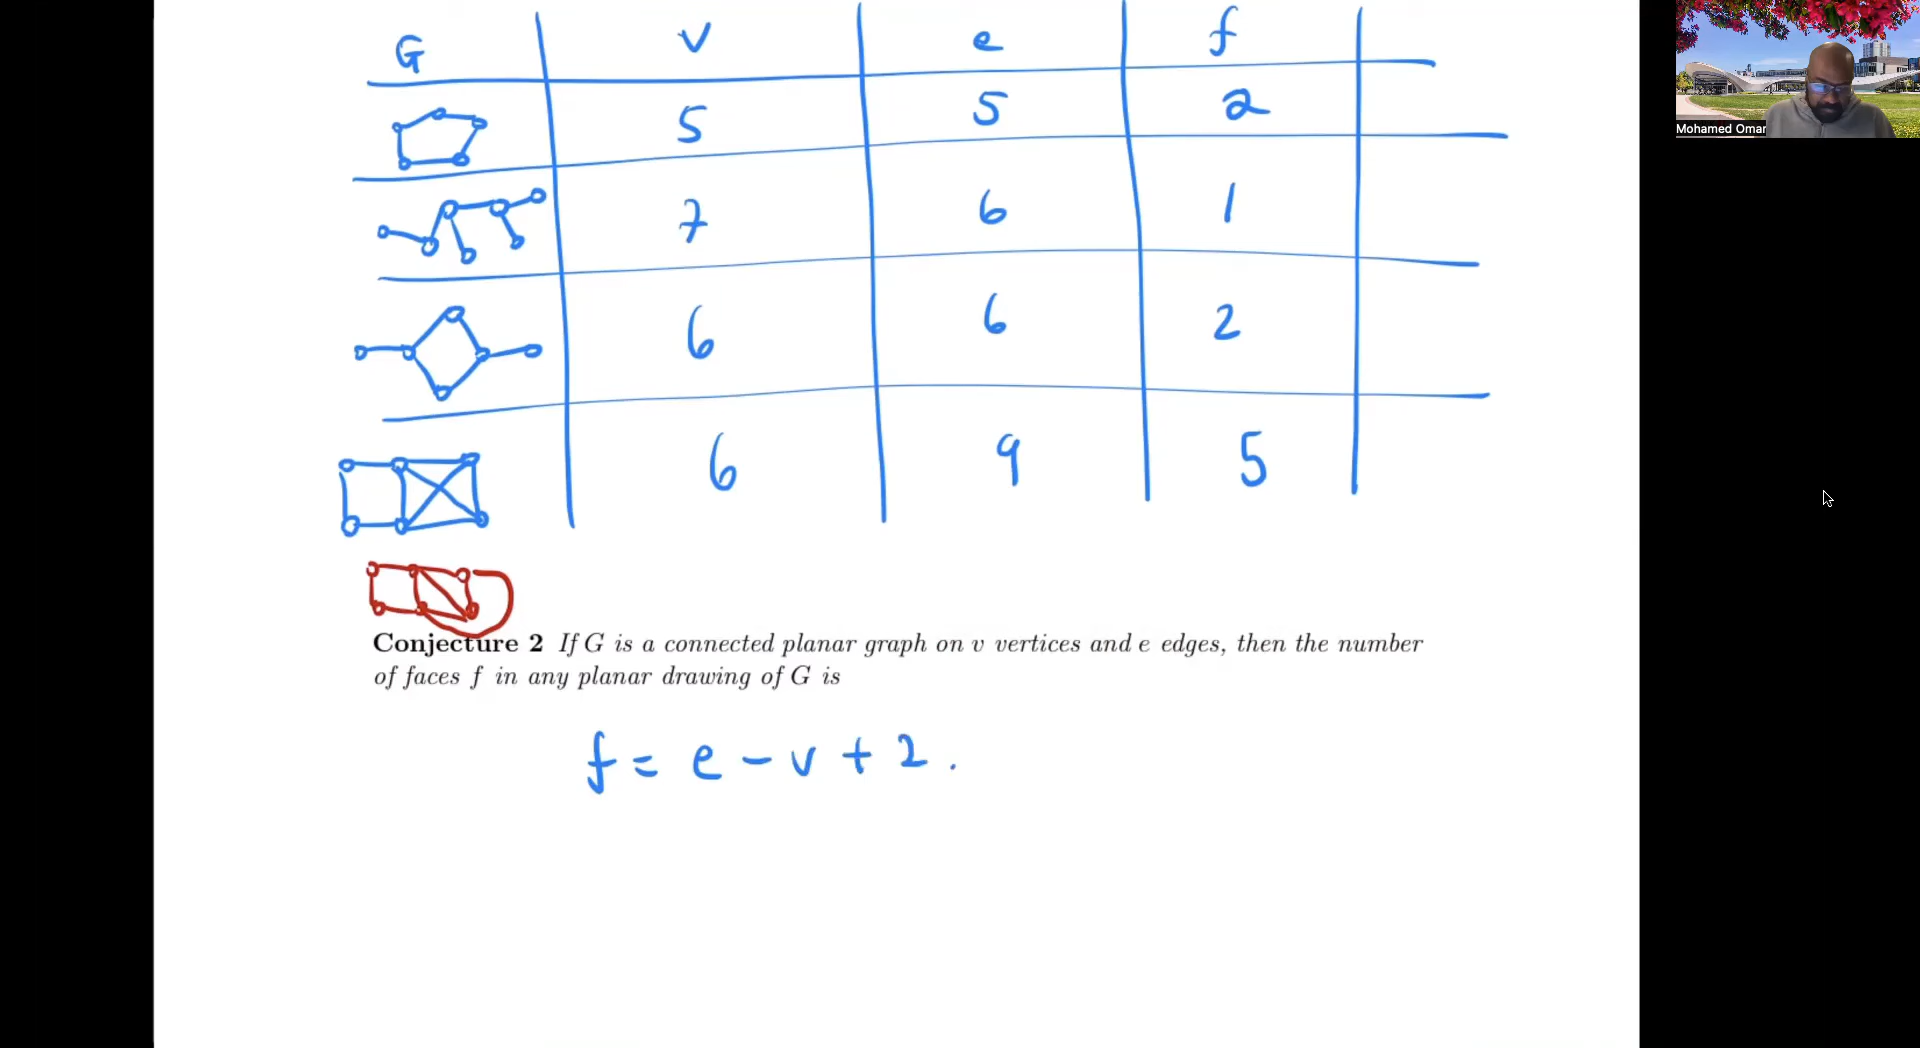 G v e f
5 5 2
7 6 1
6 6 2
6 9 5
Conjecture 2 If G is a connected planar graph on v vertices and e edges, then the number
of faces f in any planar drawing of G is
f = e - v + 2 .
Mohamed Omar